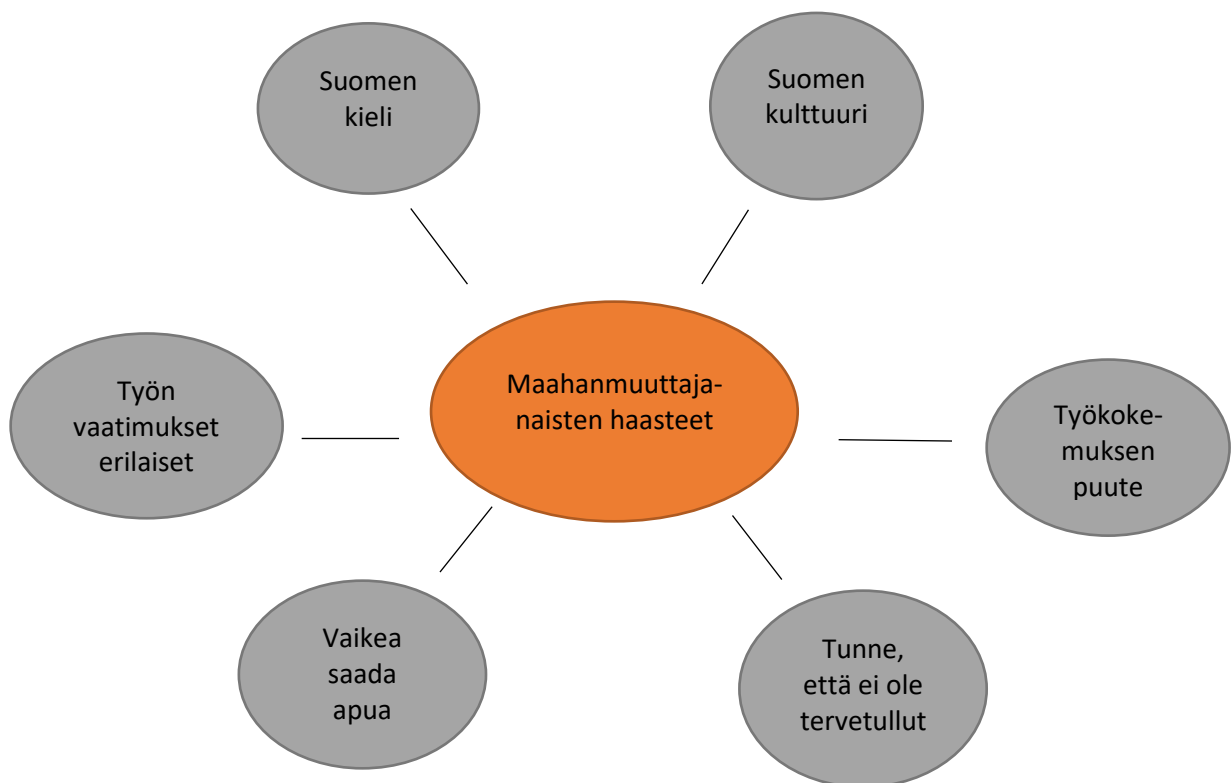 Suomen
kieli
Suomen
kulttuuri
Työn
vaatimukset
erilaiset
Maahanmuuttaja-
naisten haasteet
Työkoke-
muksen
puute
Vaikea
saada
apua
Tunne,
että ei ole
tervetullut